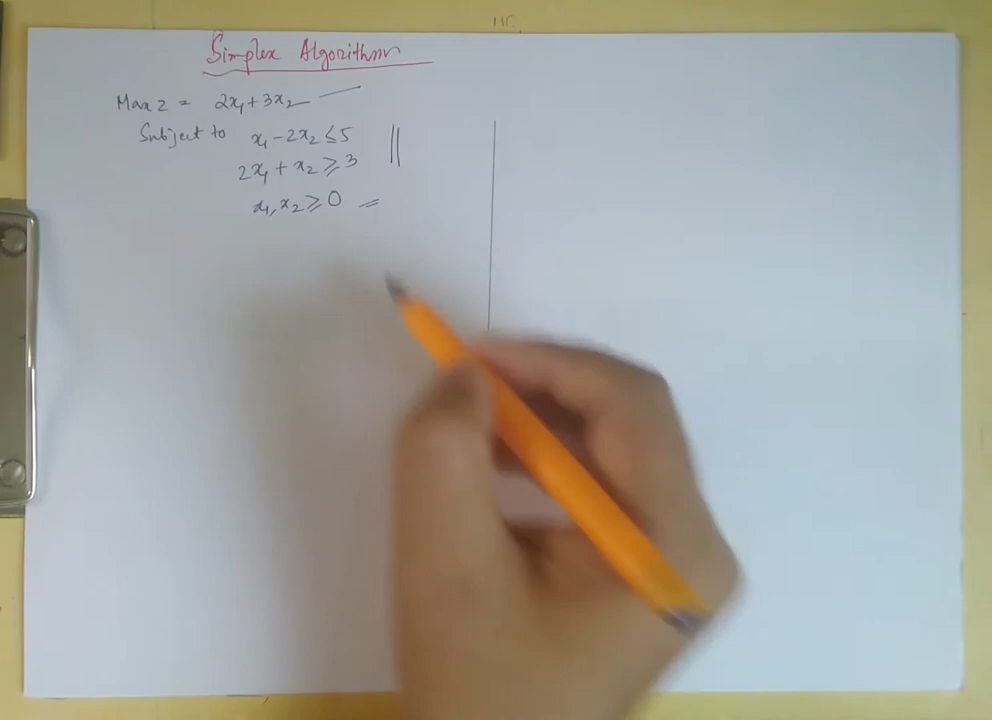 Simplex Algorithm
Max Z = 2x₁ + 3x₂
Subject to x₁ - 2x₂ ≤ 5
2x₁ + x₂ ≥ 3
x₁, x₂ ≥ 0